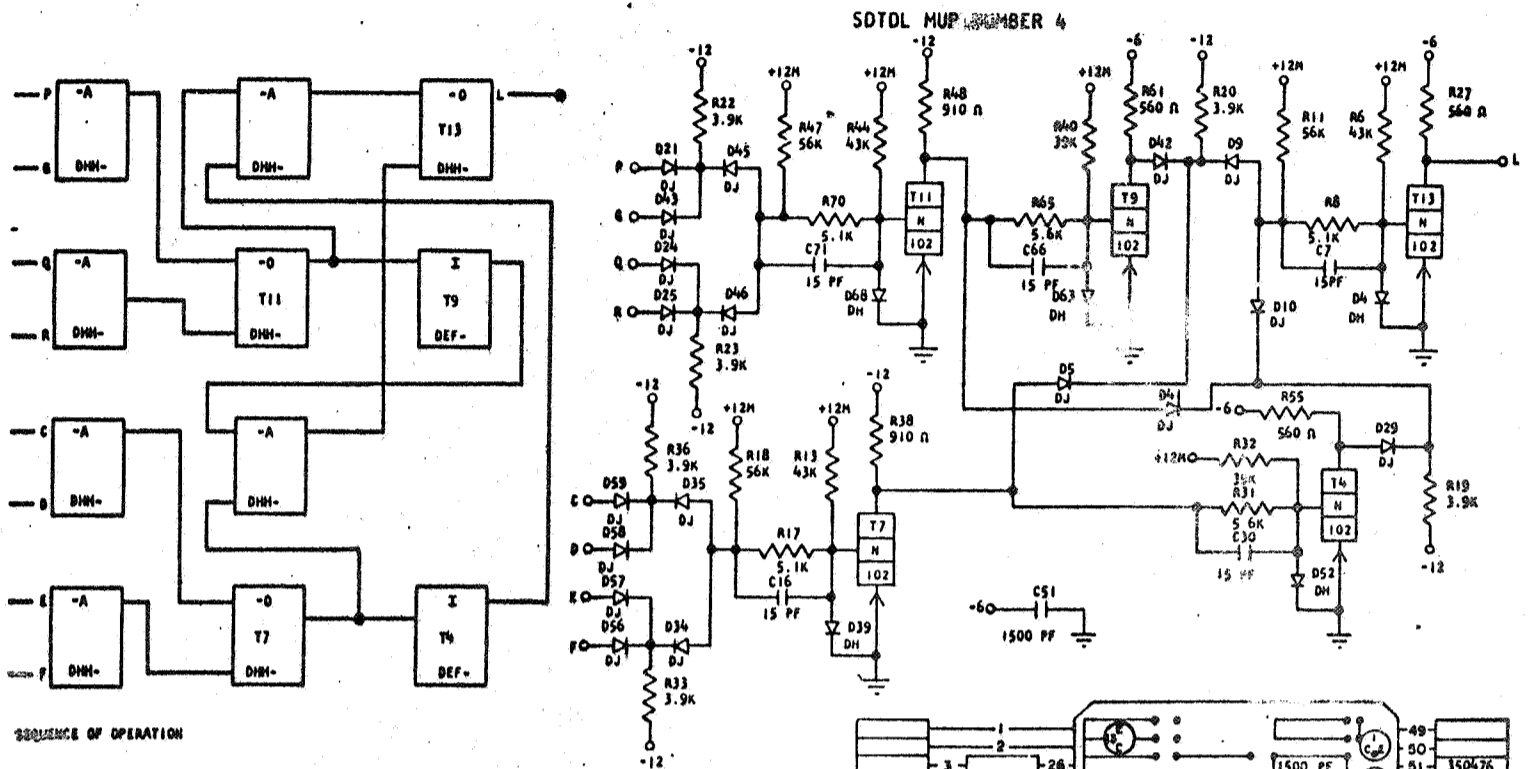 SDTDL MUP NUMBER 4
P
G
-A
DHH-
-A
DHH-
-O
T13
DHH-
L
Q
R
-A
DHH-
-O
T11
DHH-
I
T9
DEF-
C
D
-A
DHH-
-A
DHH-
E
F
-A
DHH-
-O
T7
DHH-
I
T4
DEF-
SEQUENCE OF OPERATION
-12
R22
3.9K
P
D21
DJ
D45
DJ
G
D43
DJ
Q
D24
DJ
R
D25
DJ
D46
DJ
R23
3.9K
-12
+12M
R47
56K
+12M
R44
43K
R70
5.1K
C71
15 PF
D68
DH
-12
R48
910 Ω
T11
N
102
+12M
R40
39K
R65
5.6K
C66
15 PF
D63
DH
-6
R61
560 Ω
T9
N
102
D42
DJ
-12
R20
3.9K
D9
DJ
+12M
R11
56K
+12M
R6
43K
R8
5.1K
C7
15PF
D10
DJ
D4
DH
-6
R27
560 Ω
T13
N
102
L
-12
R36
3.9K
C
D59
DJ
D35
DJ
D
D58
DJ
E
D57
DJ
F
D56
DJ
D34
DJ
R33
3.9K
-12
+12M
R18
56K
+12M
R13
43K
R17
5.1K
C16
15 PF
D39
DH
-12
R38
910 Ω
T7
N
102
D5
DJ
D41
DJ
-6
R55
560 Ω
+12M
R32
39K
R31
5.6K
C30
15 PF
D52
DH
T4
N
102
D29
DJ
R19
3.9K
-12
-6
C51
1500 PF
1
2
3
26
1500 PF
49
50
51
350476